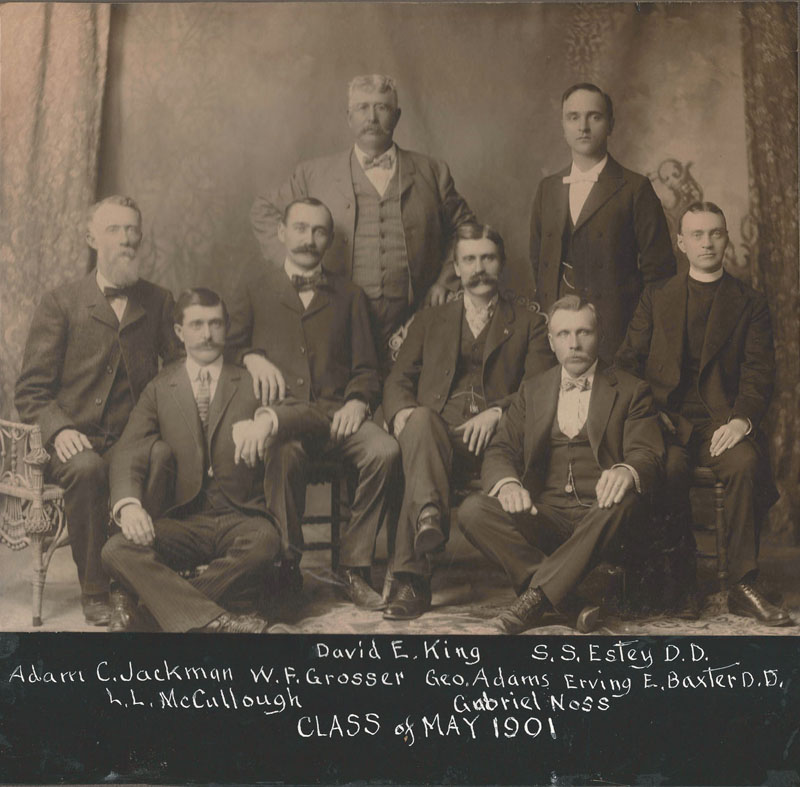 David E. King S. S. Estey D. D.
Adam C. Jackman W. F. Grosser Geo. Adams Erving E. Baxter D. D.
L. L. McCullough Gabriel Noss
CLASS of MAY 1901